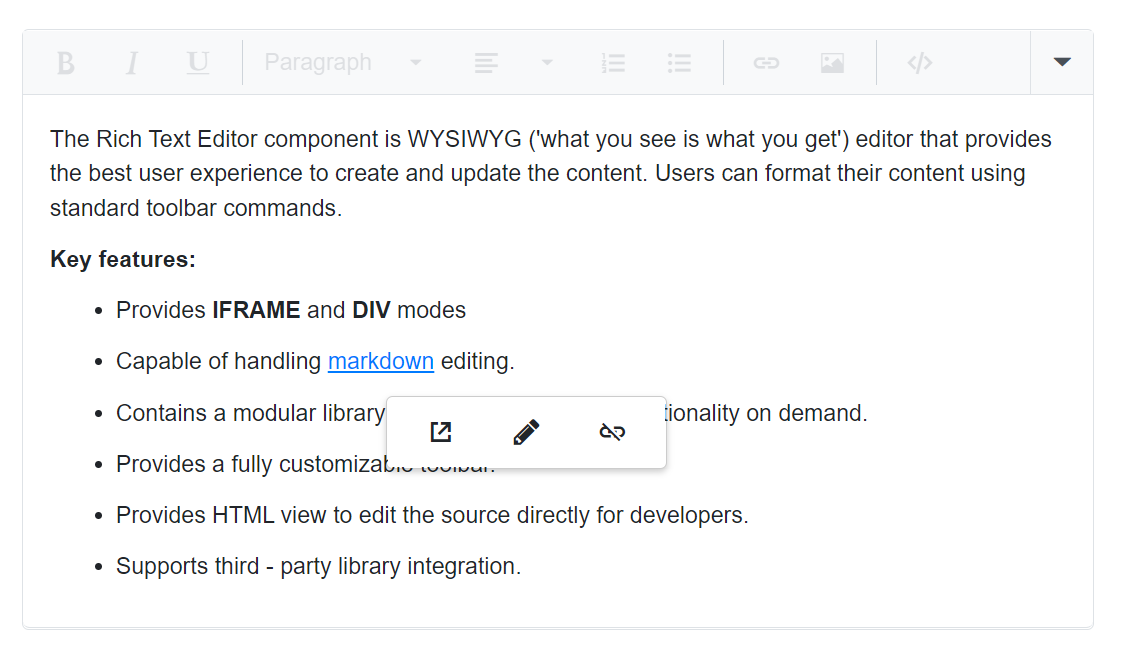 B I U Paragraph
The Rich Text Editor component is WYSIWYG ('what you see is what you get') editor that provides
the best user experience to create and update the content. Users can format their content using
standard toolbar commands.
Key features:
Provides IFRAME and DIV modes
Capable of handling markdown editing.
Contains a modular library on demand.
Provides a fully customizable toolbar.
Provides HTML view to edit the source directly for developers.
Supports third - party library integration.